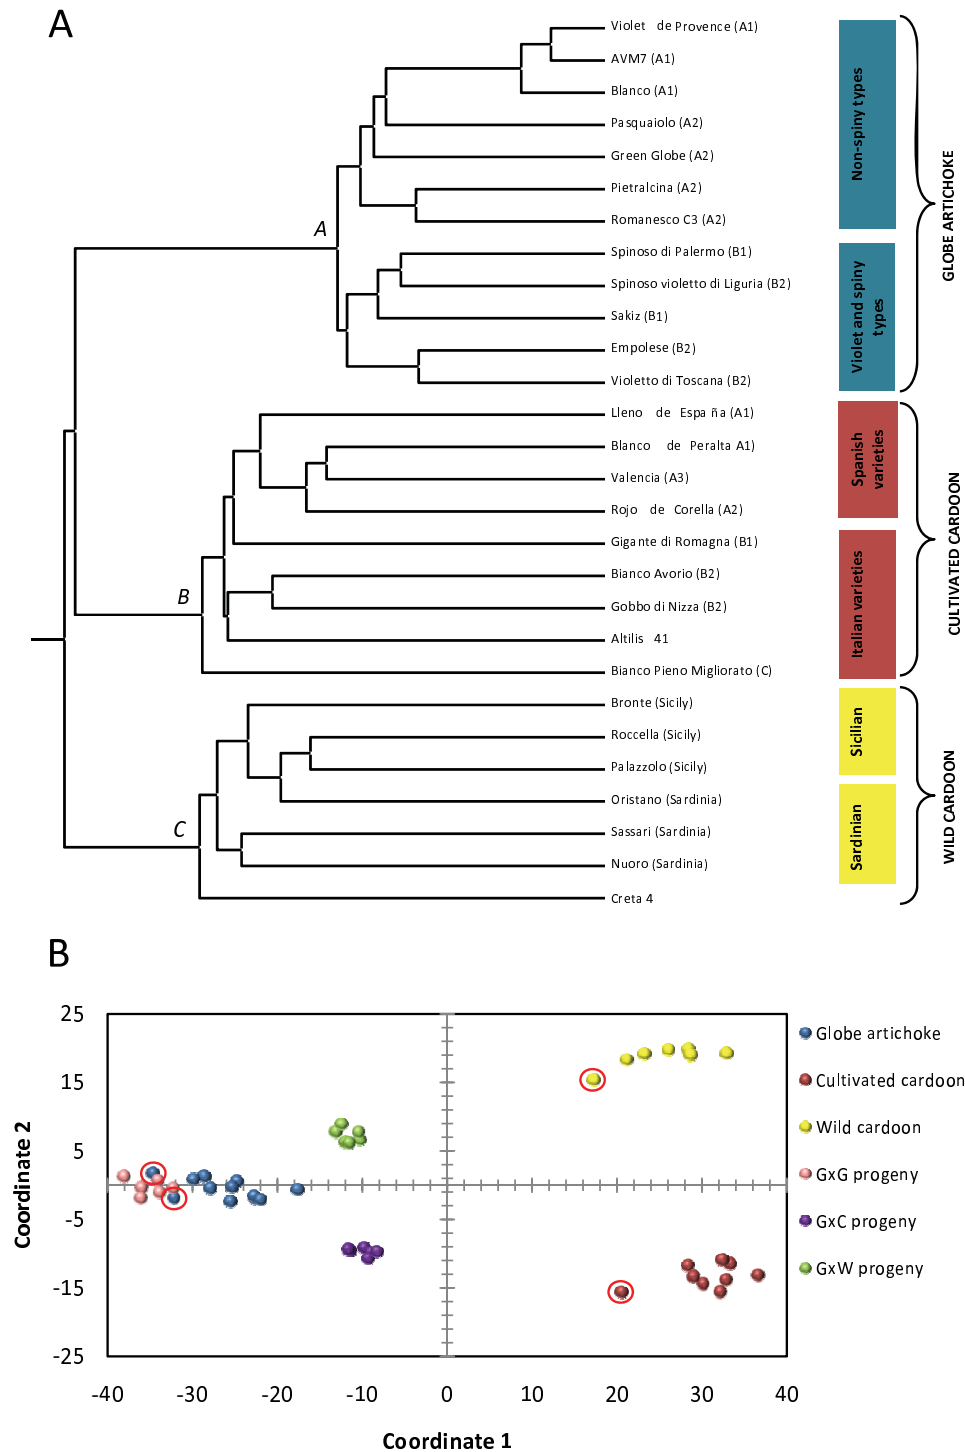 A
Violet de Provence (A1)
AVM7 (A1)
Blanco (A1)
Pasquaiolo (A2)
Green Globe (A2)
Pietralcina (A2)
Romanesco C3 (A2)
Spinoso di Palermo (B1)
Spinoso violetto di Liguria (B2)
Sakiz (B1)
Empolese (B2)
Violetto di Toscana (B2)
Lleno de Espa ña (A1)
Blanco de Peralta A1)
Valencia (A3)
Rojo de Corella (A2)
Gigante di Romagna (B1)
Bianco Avorio (B2)
Gobbo di Nizza (B2)
Altilis 41
Bianco Pieno Migliorato (C)
Bronte (Sicily)
Roccella (Sicily)
Palazzolo (Sicily)
Oristano (Sardinia)
Sassari (Sardinia)
Nuoro (Sardinia)
Creta 4
A
B
C
Non-spiny types
Violet and spiny
types
Spanish
varieties
Italian varieties
Sicilian
Sardinian
GLOBE ARTICHOKE
CULTIVATED CARDOON
WILD CARDOON
B
25
15
5
-5
-15
-25
-40 -30 -20 -10 0 10 20 30 40
Coordinate 2
Coordinate 1
Globe artichoke
Cultivated cardoon
Wild cardoon
GxG progeny
GxC progeny
GxW progeny